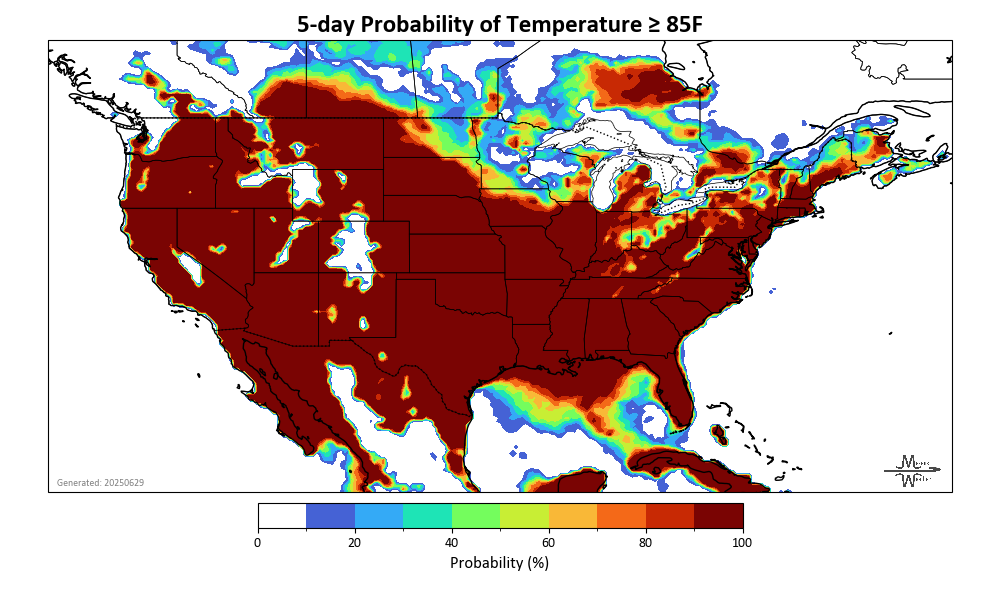 5-day Probability of Temperature ≥ 85F
Generated: 20250629
0 20 40 60 80 100
Probability (%)